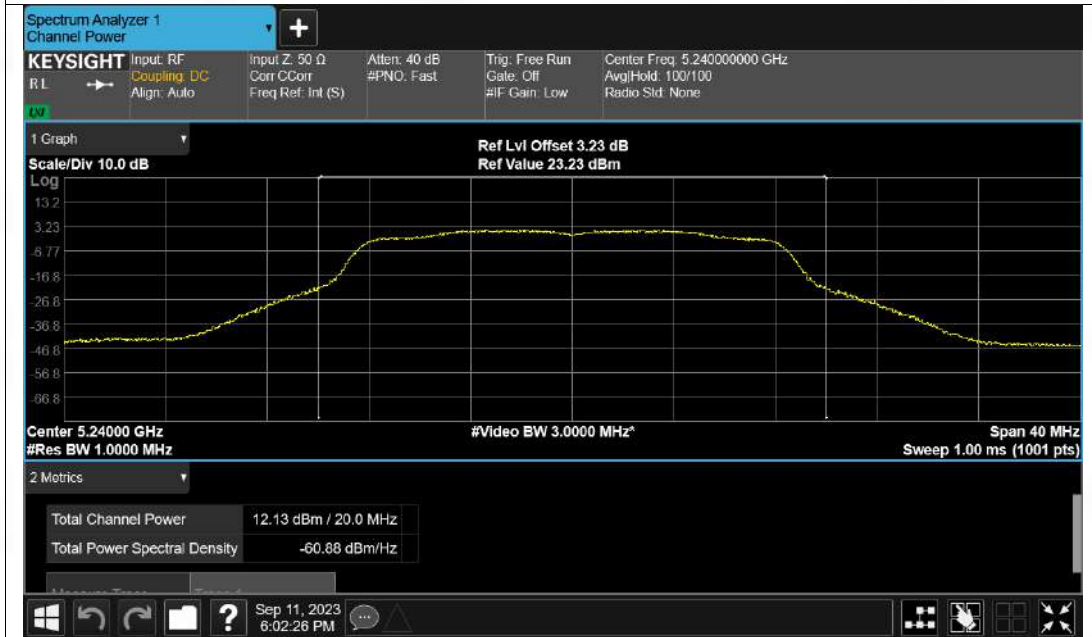 Spectrum Analyzer 1
Channel Power
+
KEYSIGHT Input: RF Input Z: 50 Ω Atten: 40 dB Trig: Free Run Center Freq: 5.240000000 GHz
R L Coupling: DC Corr CCorr #PNO: Fast Gate: Off Avg|Hold: 100/100
Align: Auto Freq Ref: Int (S) #IF Gain: Low Radio Std: None
LXI
1 Graph
Ref Lvl Offset 3.23 dB
Scale/Div 10.0 dB Ref Value 23.23 dBm
Log
13.2
3.23
-6.77
-16.8
-26.8
-36.8
-46.8
-56.8
-66.8
Center 5.24000 GHz #Video BW 3.0000 MHz* Span 40 MHz
#Res BW 1.0000 MHz Sweep 1.00 ms (1001 pts)
2 Metrics
Total Channel Power 12.13 dBm / 20.0 MHz
Total Power Spectral Density -60.88 dBm/Hz
? Sep 11, 2023
6:02:26 PM